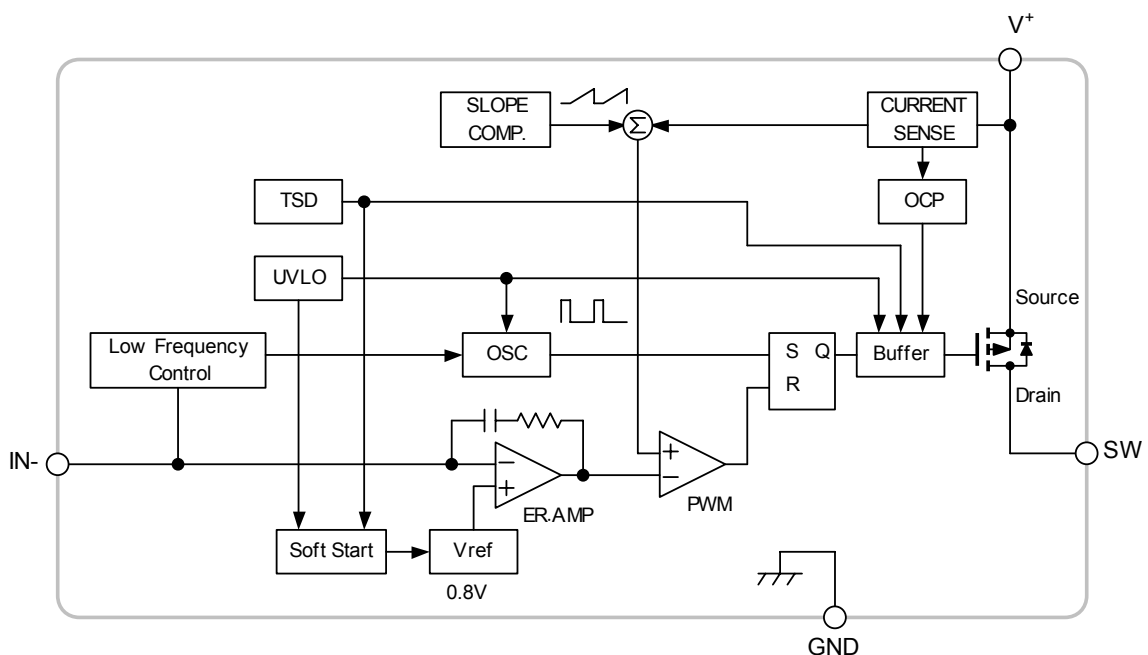 V+
SLOPE
COMP.
Σ
CURRENT
SENSE
TSD
OCP
UVLO
Source
Low Frequency
Control
OSC
S Q
R
Buffer
Drain
IN-
−
+
ER.AMP
+
−
PWM
SW
Soft Start
Vref
0.8V
GND